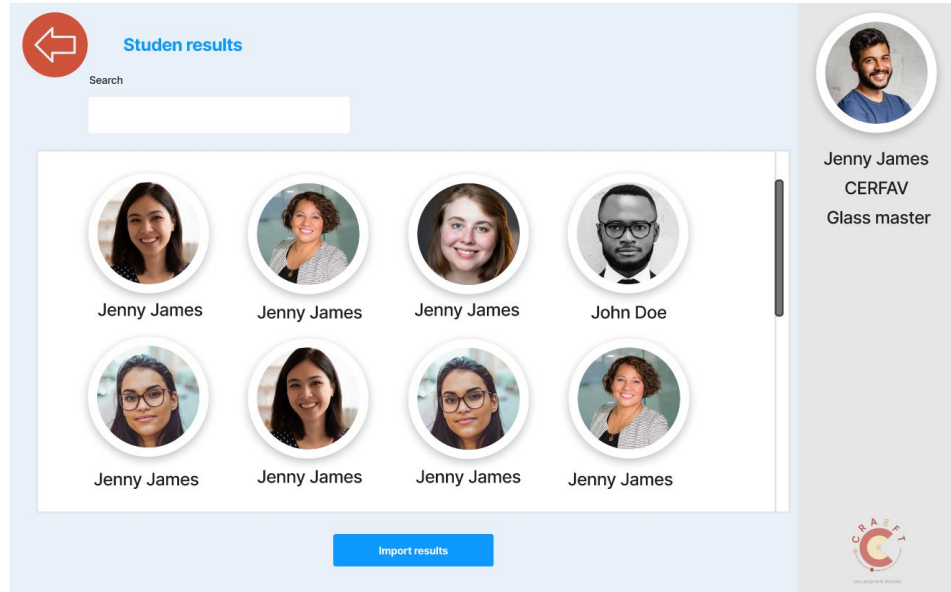 Studen results
Search
Jenny James
Jenny James
Jenny James
John Doe
Jenny James
Jenny James
Jenny James
Jenny James
Import results
Jenny James
CERFAV
Glass master
CRAEFT